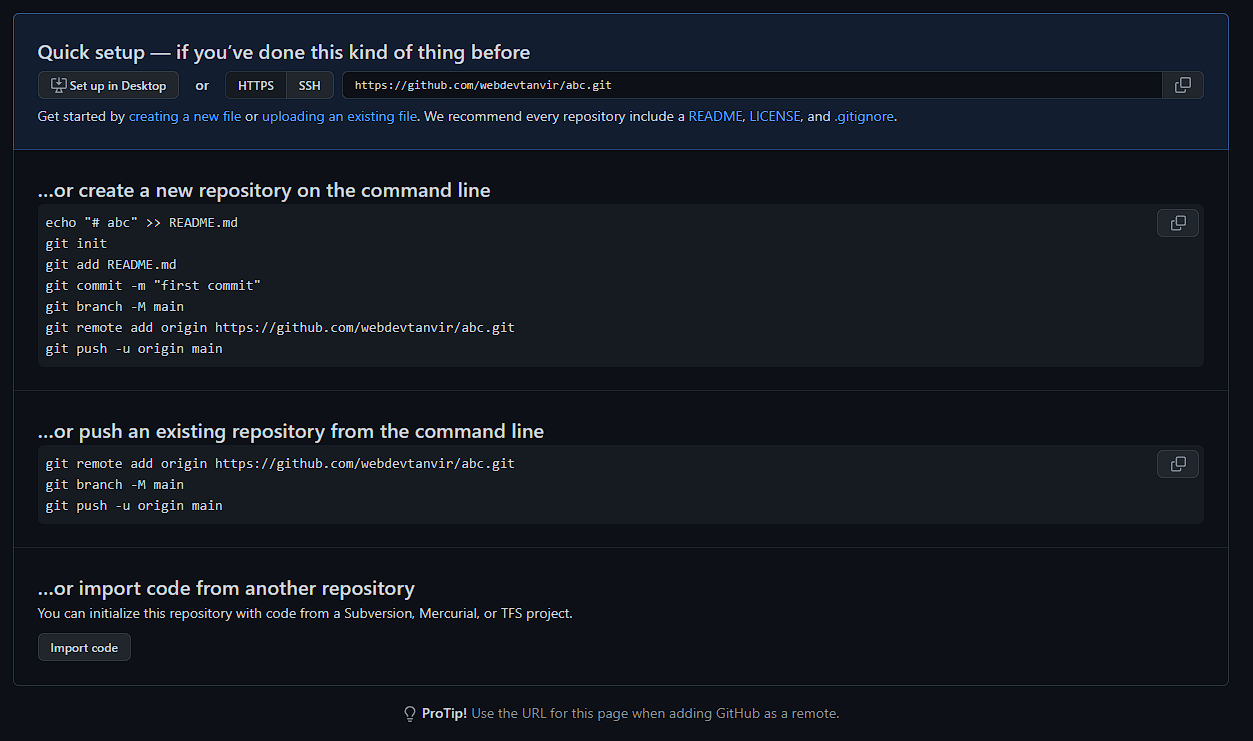 Quick setup — if you’ve done this kind of thing before
Set up in Desktop or HTTPS SSH https://github.com/webdevtanvir/abc.git
Get started by creating a new file or uploading an existing file. We recommend every repository include a README, LICENSE, and .gitignore.
...or create a new repository on the command line
echo "# abc" >> README.md
git init
git add README.md
git commit -m "first commit"
git branch -M main
git remote add origin https://github.com/webdevtanvir/abc.git
git push -u origin main
...or push an existing repository from the command line
git remote add origin https://github.com/webdevtanvir/abc.git
git branch -M main
git push -u origin main
...or import code from another repository
You can initialize this repository with code from a Subversion, Mercurial, or TFS project.
Import code
ProTip! Use the URL for this page when adding GitHub as a remote.